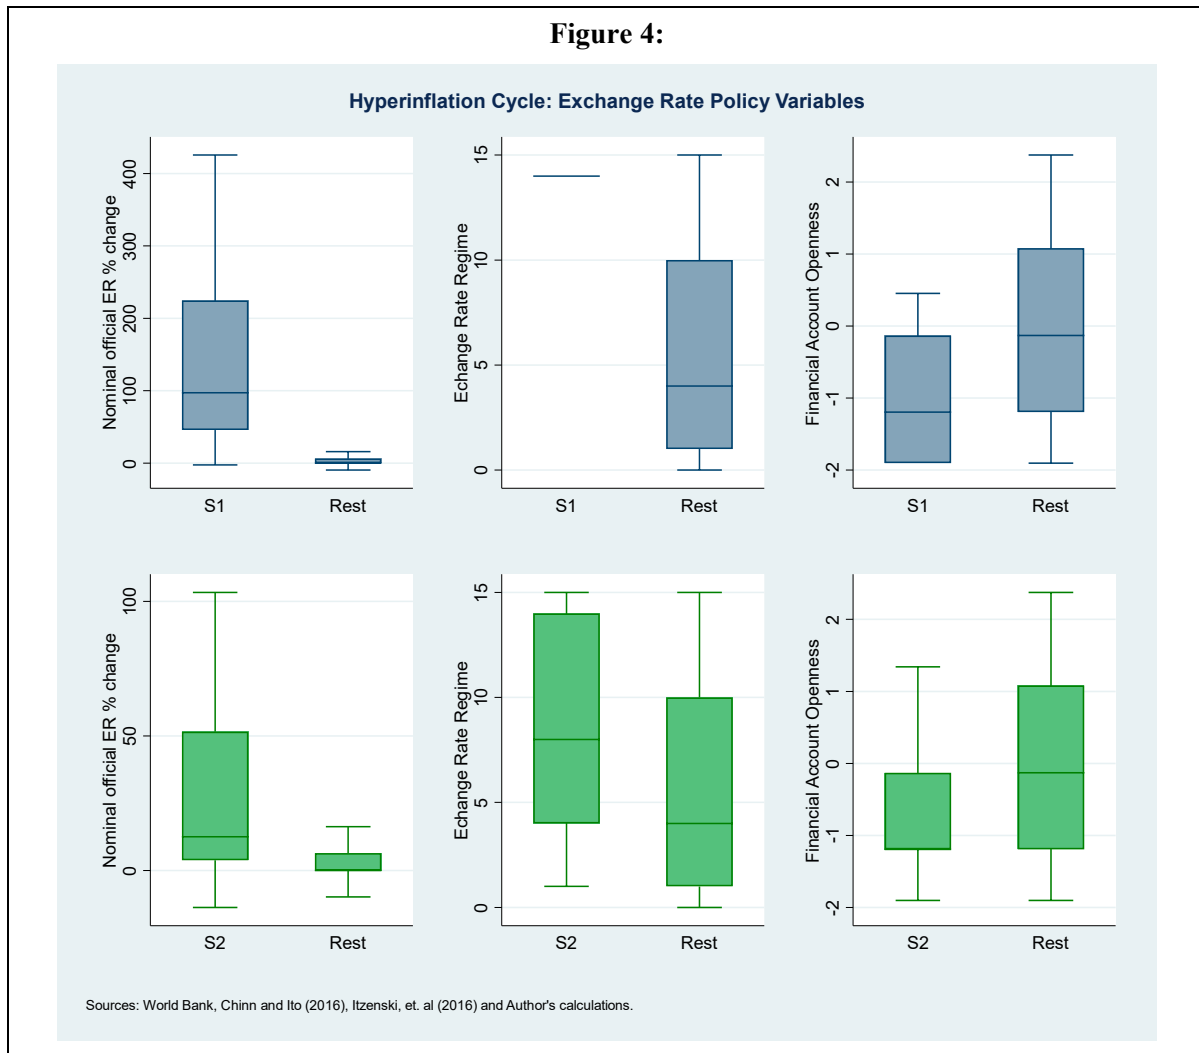 Figure 4:
Hyperinflation Cycle: Exchange Rate Policy Variables
Nominal official ER % change
0
100
200
300
400
S1
Rest
Echange Rate Regime
0
5
10
15
S1
Rest
Financial Account Openness
-2
-1
0
1
2
S1
Rest
Nominal official ER % change
0
50
100
S2
Rest
Echange Rate Regime
0
5
10
15
S2
Rest
Financial Account Openness
-2
-1
0
1
2
S2
Rest
Sources: World Bank, Chinn and Ito (2016), Itzenski, et. al (2016) and Author's calculations.